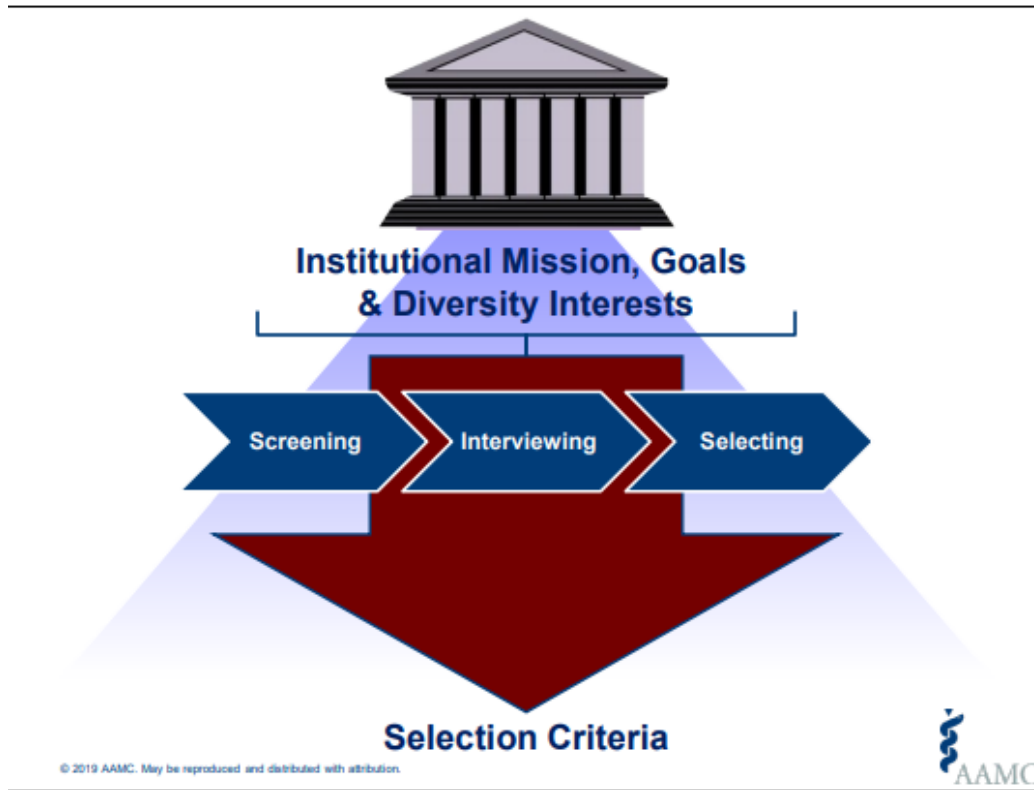 Institutional Mission, Goals
& Diversity Interests
Screening
Interviewing
Selecting
Selection Criteria
© 2019 AAMC. May be reproduced and distributed with attribution.
AAMC